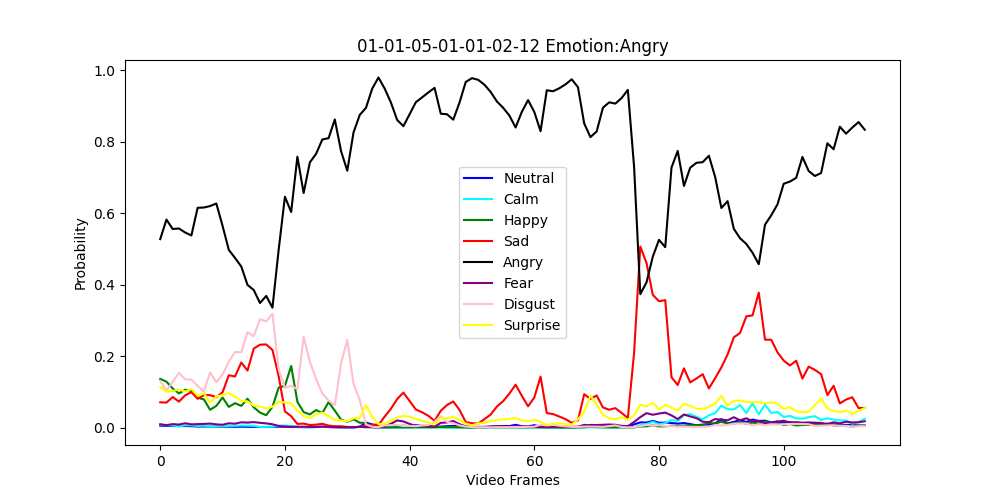 01-01-05-01-01-02-12 Emotion:Angry
1.0
0.8
0.6
0.4
0.2
0.0
Probability
Neutral
Calm
Happy
Sad
Angry
Fear
Disgust
Surprise
0 20 40 60 80 100
Video Frames